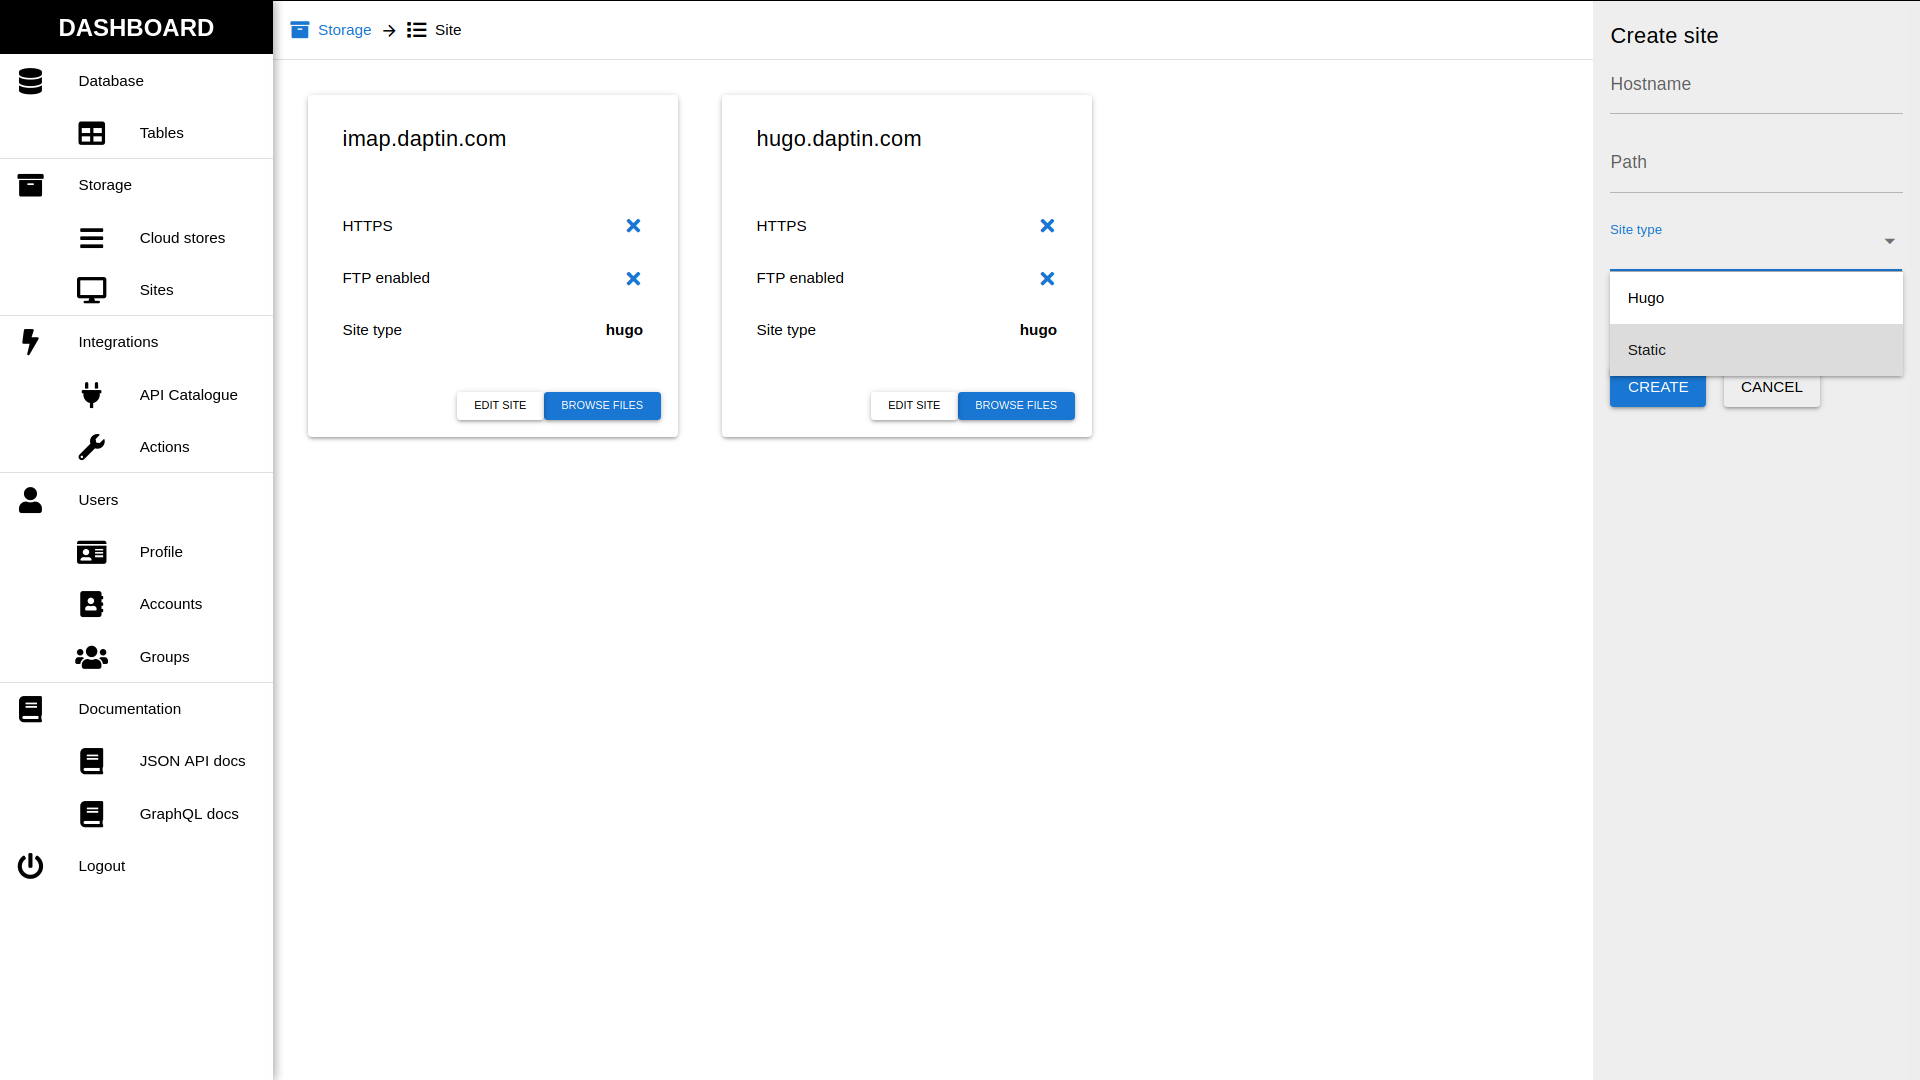 DASHBOARD
Database
Tables
Storage
Cloud stores
Sites
Integrations
API Catalogue
Actions
Users
Profile
Accounts
Groups
Documentation
JSON API docs
GraphQL docs
Logout
Storage → Site
imap.daptin.com
HTTPS
FTP enabled
Site type hugo
EDIT SITE BROWSE FILES
hugo.daptin.com
HTTPS
FTP enabled
Site type hugo
EDIT SITE BROWSE FILES
Create site
Hostname
Path
Site type
Hugo
Static
CREATE CANCEL